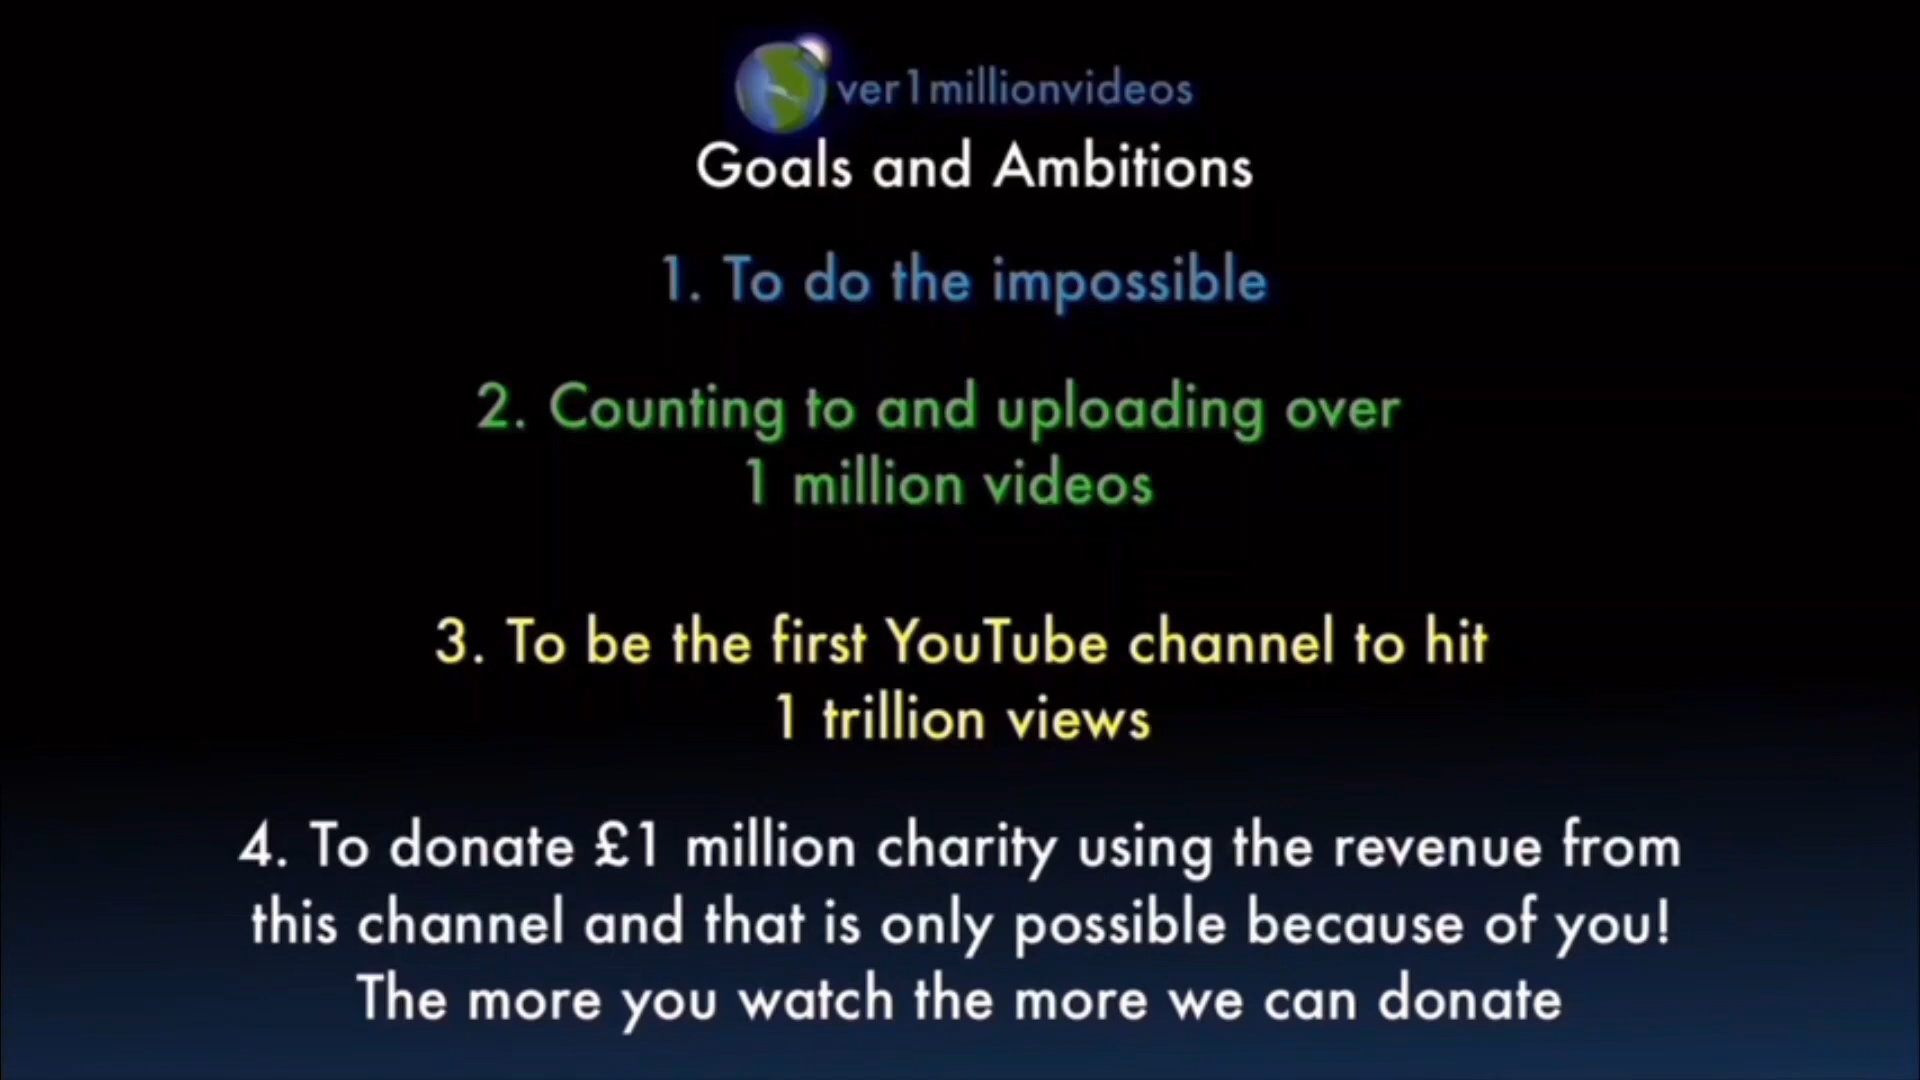 ver1millionvideos
Goals and Ambitions
1. To do the impossible
2. Counting to and uploading over
1 million videos
3. To be the first YouTube channel to hit
1 trillion views
4. To donate £1 million charity using the revenue from
this channel and that is only possible because of you!
The more you watch the more we can donate